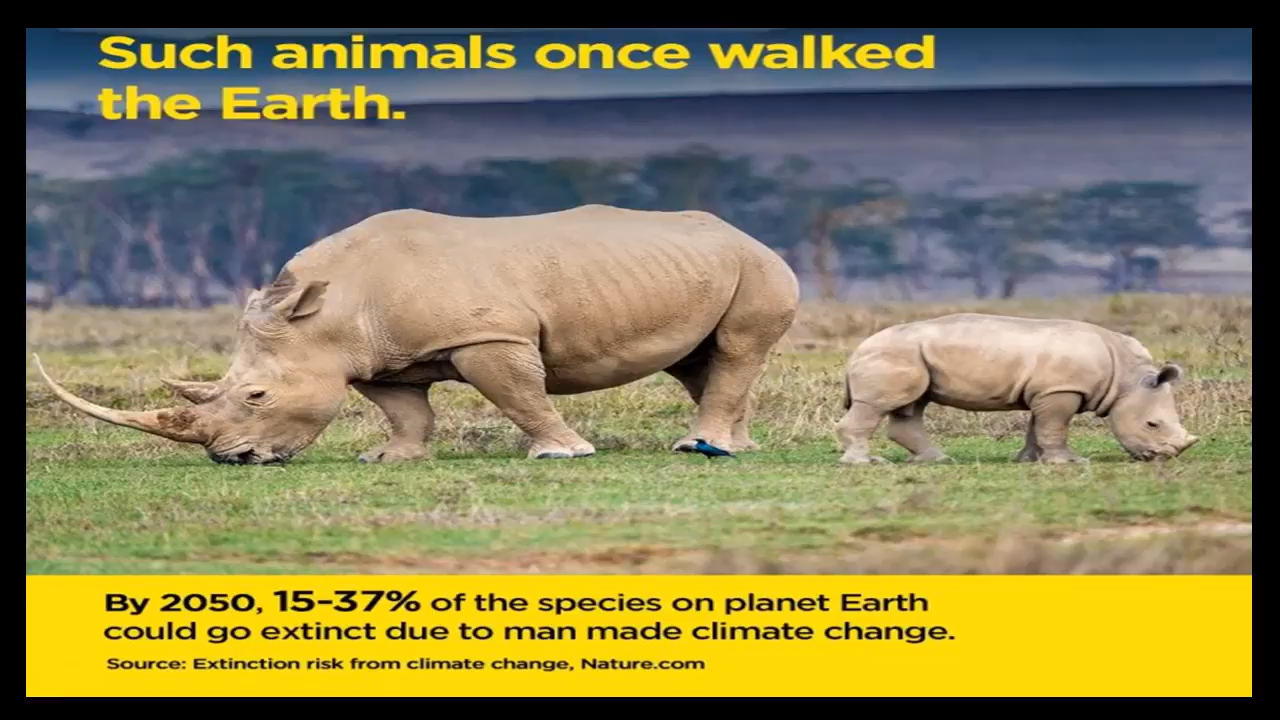 Such animals once walked
the Earth.
By 2050, 15-37% of the species on planet Earth
could go extinct due to man made climate change.
Source: Extinction risk from climate change, Nature.com